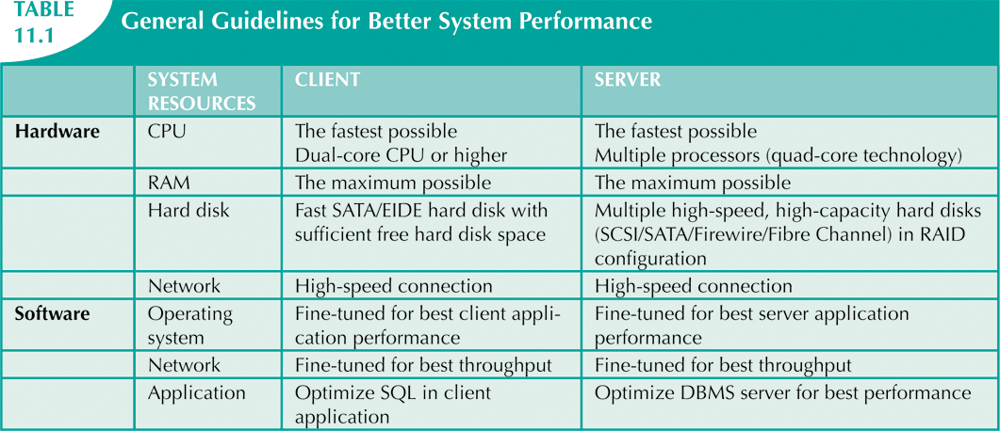 TABLE
11.1
General Guidelines for Better System Performance
SYSTEM
RESOURCES
CLIENT
SERVER
Hardware
CPU
The fastest possible
Dual-core CPU or higher
The fastest possible
Multiple processors (quad-core technology)
RAM
The maximum possible
The maximum possible
Hard disk
Fast SATA/EIDE hard disk with
sufficient free hard disk space
Multiple high-speed, high-capacity hard disks
(SCSI/SATA/Firewire/Fibre Channel) in RAID
configuration
Network
High-speed connection
High-speed connection
Software
Operating
system
Fine-tuned for best client appli-
cation performance
Fine-tuned for best server application
performance
Network
Fine-tuned for best throughput
Fine-tuned for best throughput
Application
Optimize SQL in client
application
Optimize DBMS server for best performance